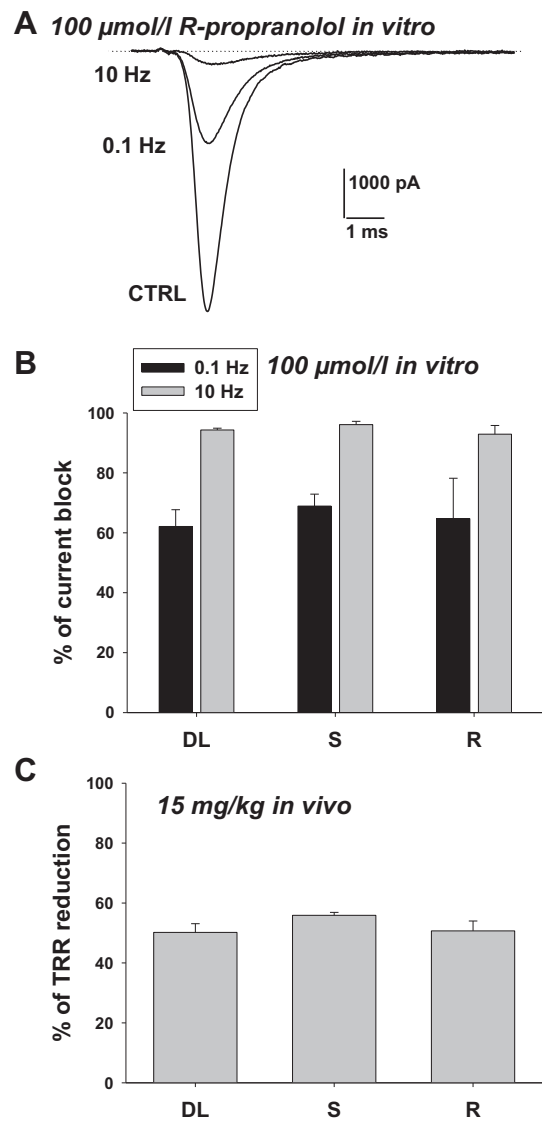 A 100 µmol/l R-propranolol in vitro
10 Hz
0.1 Hz
1000 pA
1 ms
CTRL
B
0.1 Hz
10 Hz
100 µmol/l in vitro
% of current block
100
80
60
40
20
0
DL S R
C
15 mg/kg in vivo
% of TRR reduction
100
80
60
40
20
0
DL S R